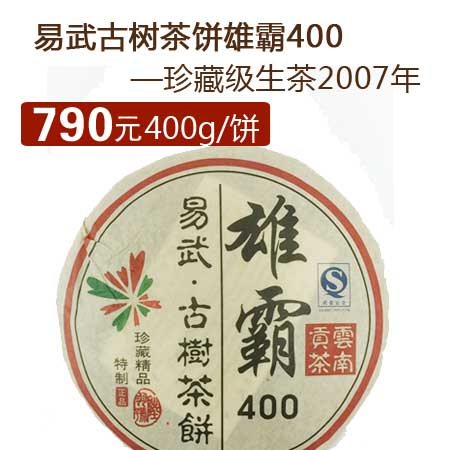 易武古树茶饼雄霸400
—珍藏级生茶2007年
790元400g/饼
雄霸
400
易武·古樹茶餅
珍藏精品
特制
正品
雲南
貢茶